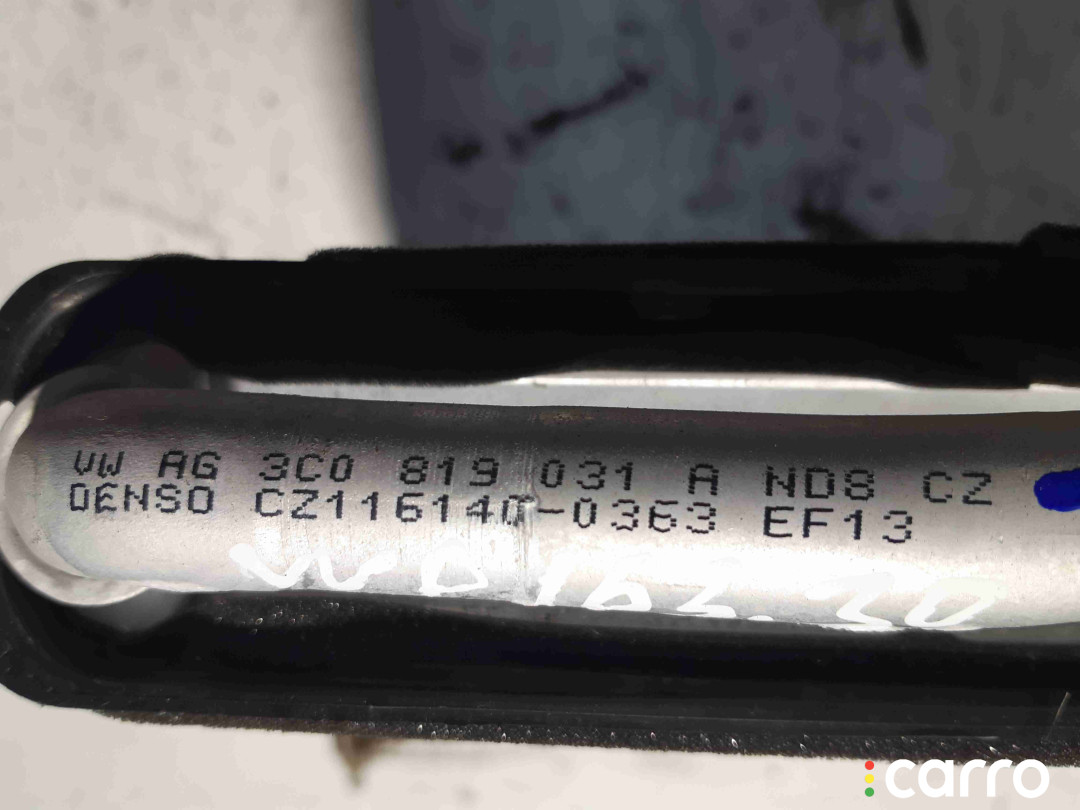 VW AG 3C0 819 031 A ND8 CZ
DENSO CZ116140-0363 EF13
carro